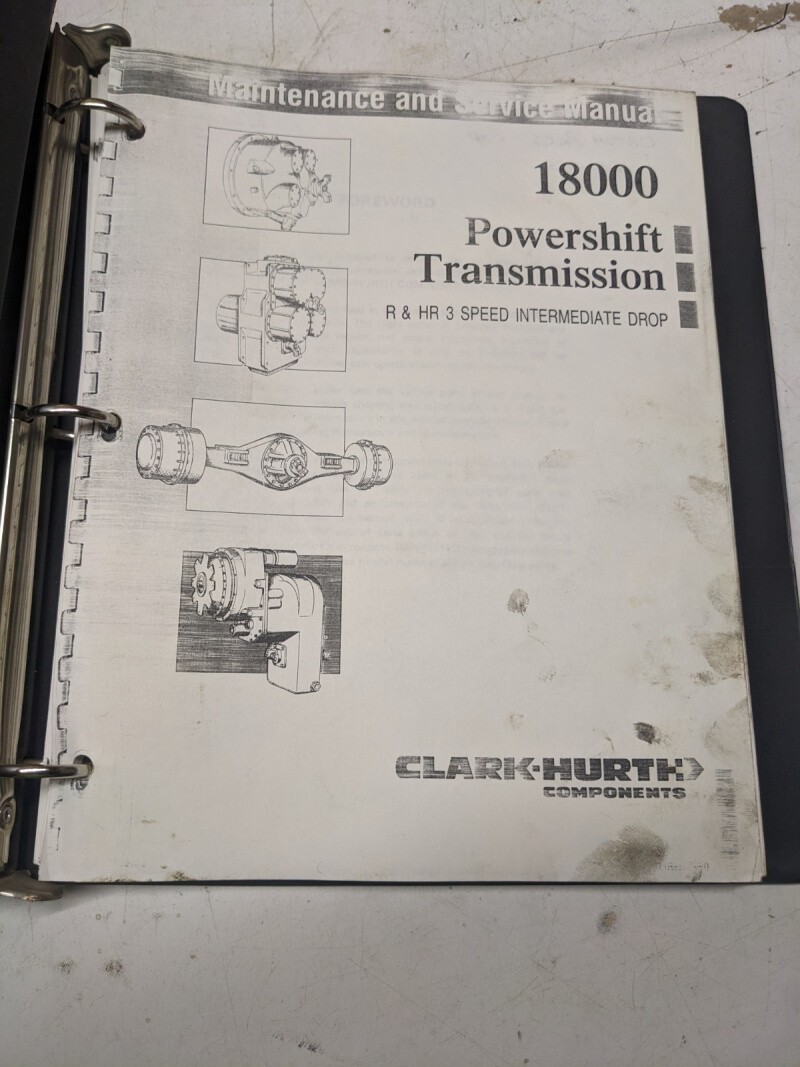 Maintenance and Service Manual
18000
Powershift
Transmission
R & HR 3 SPEED INTERMEDIATE DROP
CLARK-HURTH
COMPONENTS